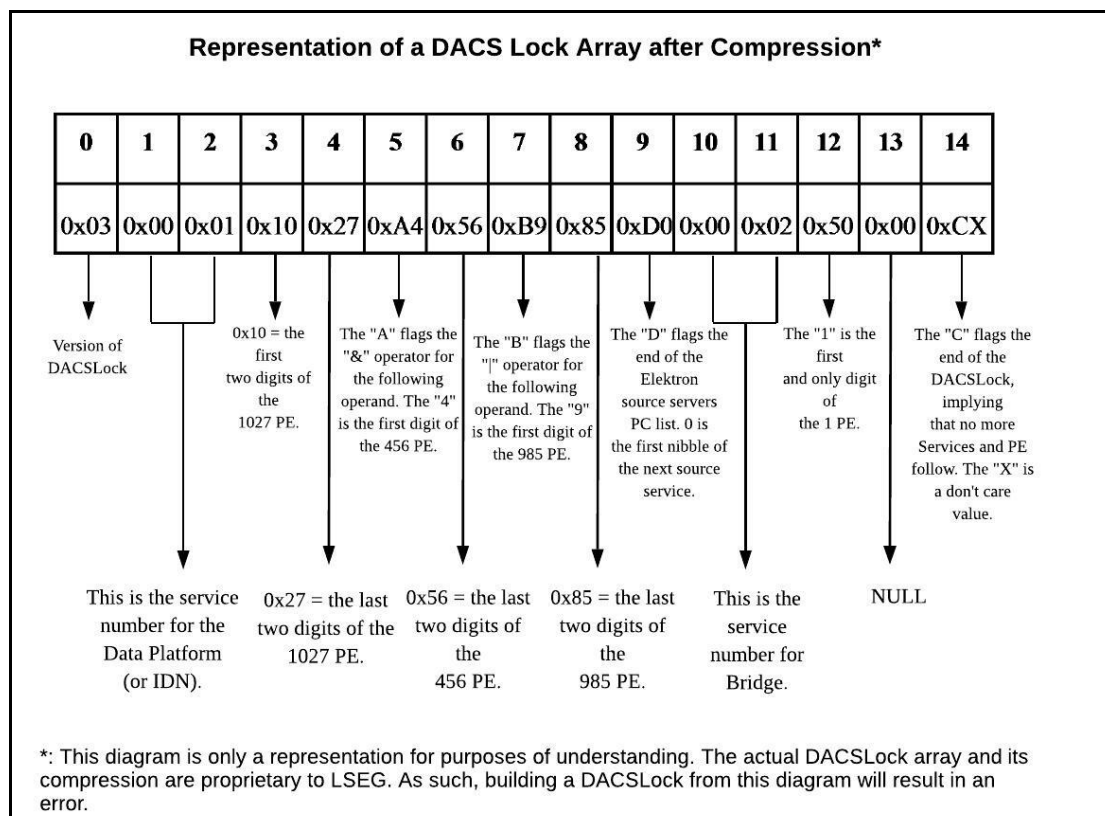 Representation of a DACS Lock Array after Compression*
0 1 2 3 4 5 6 7 8 9 10 11 12 13 14
0x03 0x00 0x01 0x10 0x27 0xA4 0x56 0xB9 0x85 0xD0 0x00 0x02 0x50 0x00 0xCX
Version of
DACSLock
0x10 = the
first
two digits of
the
1027 PE.
The "A" flags the
"&" operator for
the following
operand. The "4"
is the first digit of
the 456 PE.
The "B" flags the
"|" operator for
the following
operand. The "9"
is the first digit of
the 985 PE.
The "D" flags the
end of the
Elektron
source servers
PC list. 0 is
the first nibble of
the next source
service.
The "1" is the
first
and only digit
of
the 1 PE.
The "C" flags the
end of the
DACSLock,
implying
that no more
Services and PE
follow. The "X" is
a don't care
value.
This is the service
number for the
Data Platform
(or IDN).
0x27 = the last
two digits of the
1027 PE.
0x56 = the last
two digits of
the
456 PE.
0x85 = the last
two digits of
the
985 PE.
This is the
service
number for
Bridge.
NULL
*: This diagram is only a representation for purposes of understanding. The actual DACSLock array and its
compression are proprietary to LSEG. As such, building a DACSLock from this diagram will result in an
error.